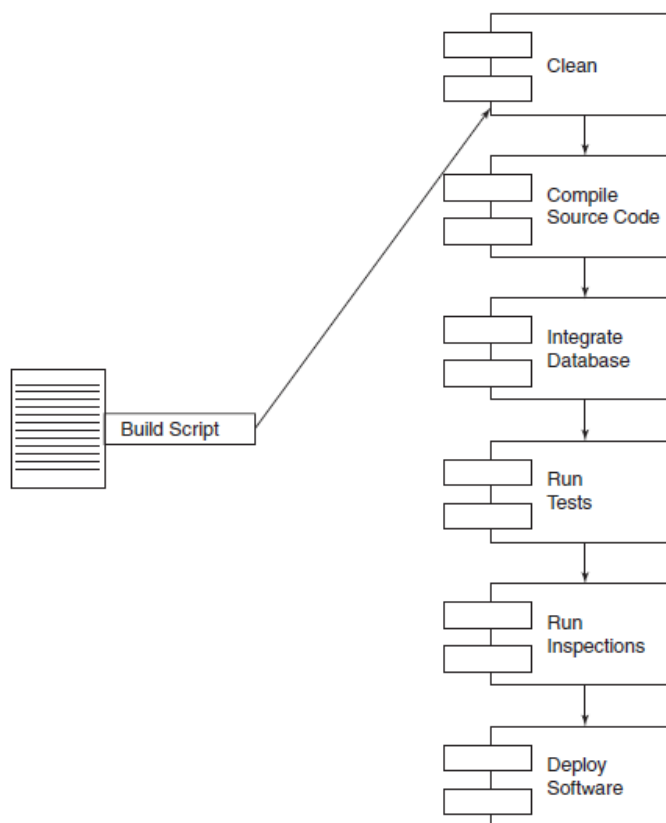 Clean
Compile
Source Code
Integrate
Database
Build Script
Run
Tests
Run
Inspections
Deploy
Software